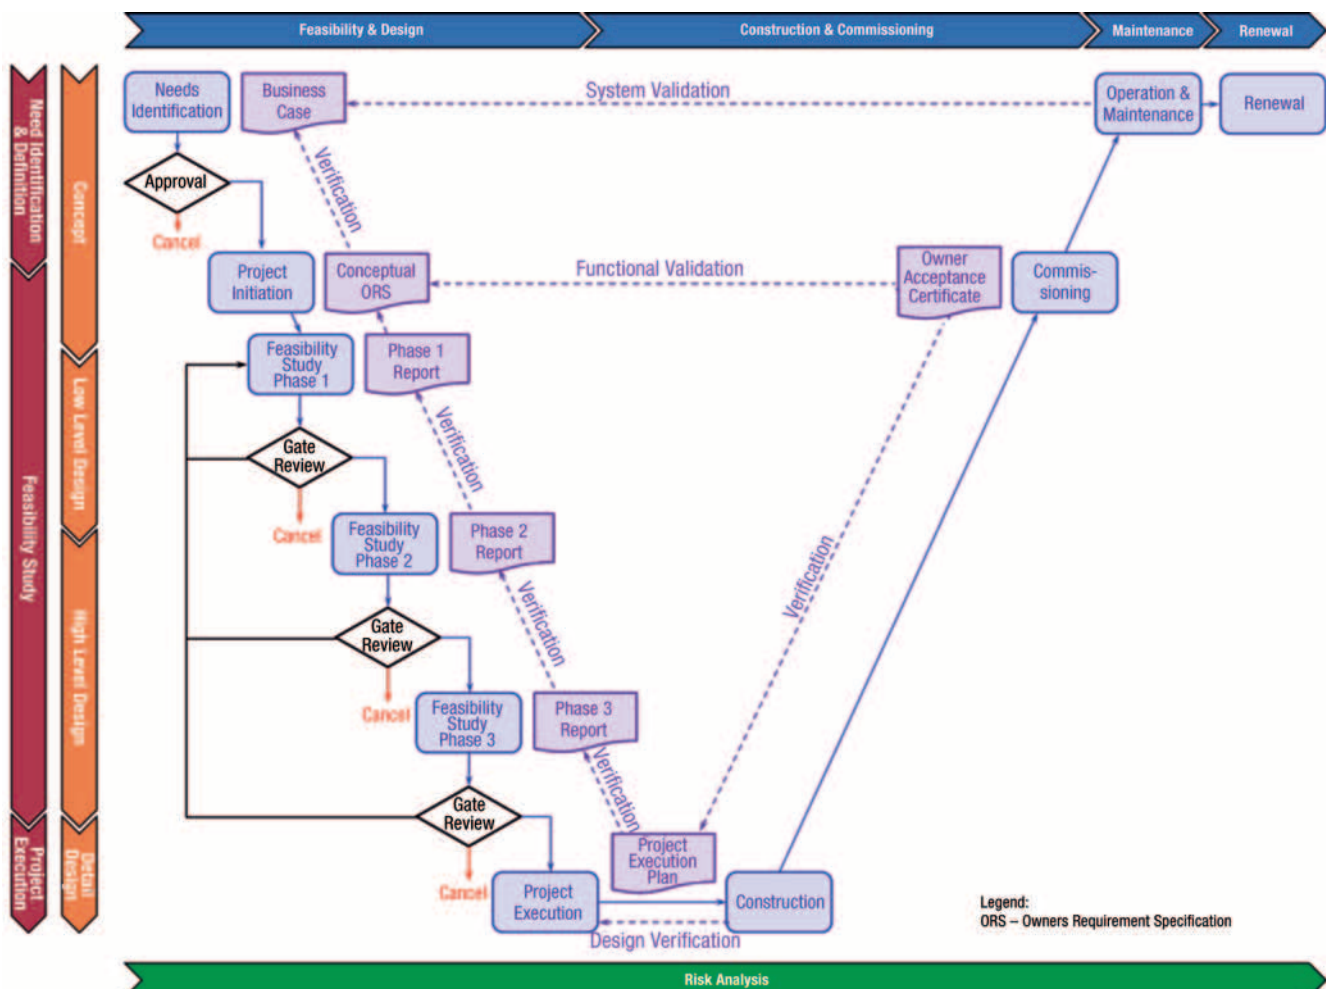 Feasibility & Design
Construction & Commissioning
Maintenance
Renewal
Need Identification
& Definition
Feasibility Study
Project
Execution
Concept
Low Level Design
High Level Design
Detail
Design
Needs
Identification
Business
Case
System Validation
Operation &
Maintenance
Renewal
Verification
Approval
Cancel
Project
Initiation
Conceptual
ORS
Functional Validation
Owner
Acceptance
Certificate
Commis-
sioning
Feasibility
Study
Phase 1
Phase 1
Report
Verification
Gate
Review
Cancel
Feasibility
Study
Phase 2
Phase 2
Report
Verification
Verification
Gate
Review
Cancel
Feasibility
Study
Phase 3
Phase 3
Report
Verification
Gate
Review
Cancel
Project
Execution
Plan
Project
Execution
Construction
Design Verification
Legend:
ORS – Owners Requirement Specification
Risk Analysis